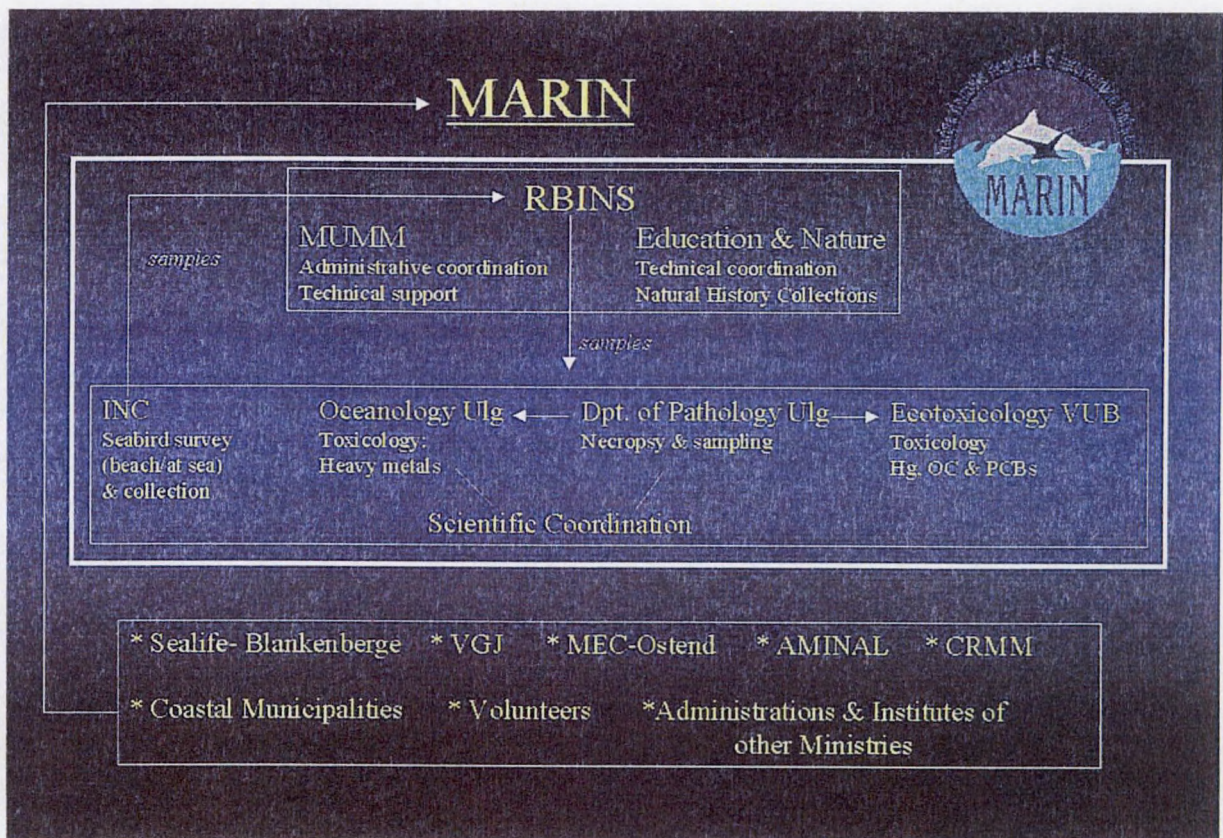 MARIN
MARIN
RBINS
MUMM
Administrative coordination
Technical support
Education & Nature
Technical coordination
Natural History Collections
samples
samples
INC
Seabird survey
(beach/at sea)
& collection
Oceanology Ulg
Toxicology:
Heavy metals
Dpt. of Pathology Ulg
Necropsy & sampling
Ecotoxicology VUB
Toxicology
Hg. OC & PCBs
Scientific Coordination
* Sealife- Blankenberge * VGJ * MEC-Ostend * AMINAL * CRMM
* Coastal Municipalities * Volunteers *Administrations & Institutes of
other Ministries